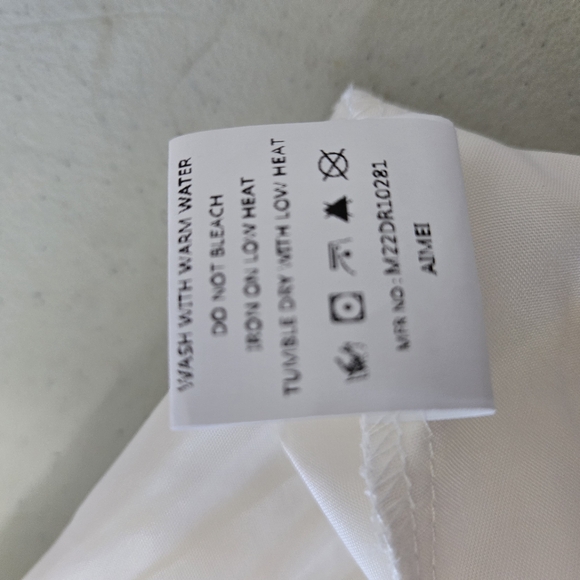 WASH WITH WARM WATER
DO NOT BLEACH
IRON ON LOW HEAT
TUMBLE DRY WITH LOW HEAT
MFR NO.: M22DR10281
AIMEI